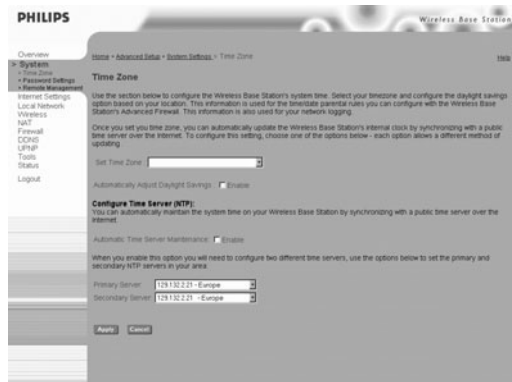 PHILIPS
Wireless Base Station
Overview
> System
• Time Zone
• Password Settings
• Remote Management
Internet Settings
Local Network
Wireless
NAT
Firewall
DDNS
UPNP
Tools
Status
Logout
Home > Advanced Setup > System Settings > Time Zone
Help
Time Zone
Use the section below to configure the Wireless Base Station's system time. Select your timezone and configure the daylight savings
option based on your location. This information is used for the time/date parental rules you can configure with the Wireless Base
Station's Advanced Firewall. This information is also used for your network logging.
Once you set you time zone, you can automatically update the Wireless Base Station's internal clock by synchronizing with a public
time server over the Internet. To configure this setting, choose one of the options below - each option allows a different method of
updating.
Set Time Zone:
Automatically Adjust Daylight Savings: Enable
Configure Time Server (NTP):
You can automatically maintain the system time on your Wireless Base Station by synchronizing with a public time server over the
Internet.
Automatic Time Server Maintenance: Enable
When you enable this option you will need to configure two different time servers, use the options below to set the primary and
secondary NTP servers in your area:
Primary Server: 129.132.2.21 - Europe
Secondary Server: 129.132.2.21 - Europe
Apply Cancel